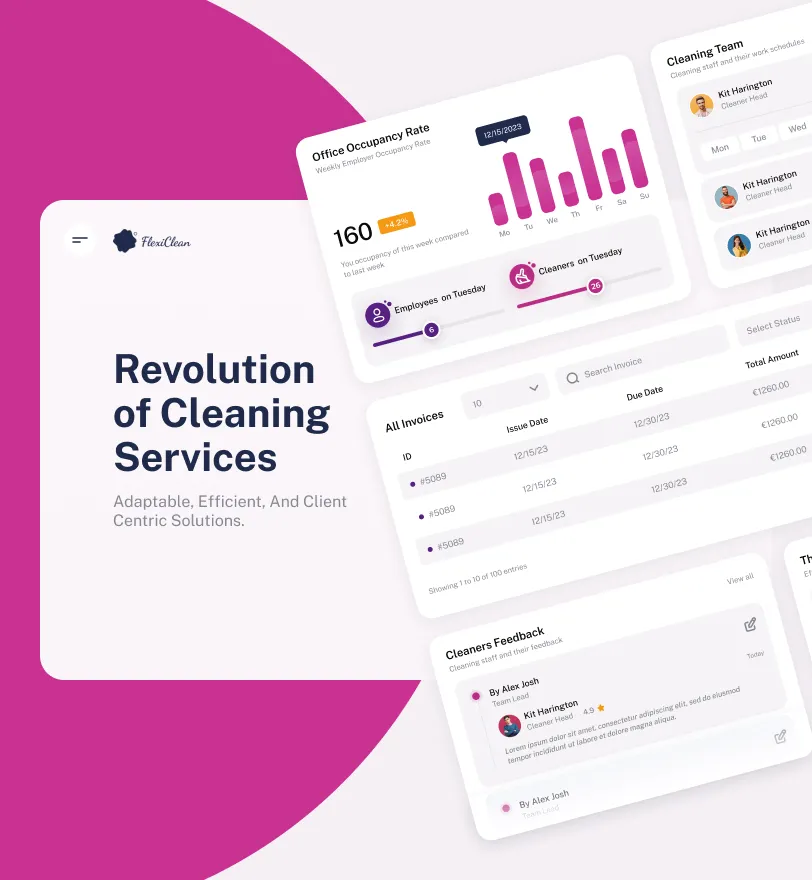 FlexiClean
Revolution
of Cleaning
Services
Adaptable, Efficient, And Client
Centric Solutions.
Office Occupancy Rate
Weekly Employer Occupancy Rate
12/15/2023
160 +4.2%
You occupancy of this week compared
to last week
Mo Tu We Th Fr Sa Su
Employees on Tuesday
6
Cleaners on Tuesday
26
Cleaning Team
Cleaning staff and their work schedules
Kit Harington
Cleaner Head
Mon Tue Wed
Kit Harington
Cleaner Head
Kit Harington
Cleaner Head
All Invoices 10 Search Invoice Select Status
ID Issue Date Due Date Total Amount
#5089 12/15/23 12/30/23 €1260.00
#5089 12/15/23 12/30/23 €1260.00
#5089 12/15/23 12/30/23 €1260.00
Showing 1 to 10 of 100 entries
Cleaners Feedback View all
Cleaning staff and their feedback
By Alex Josh
Team Lead
Today
Kit Harington
Cleaner Head 4.9
Lorem ipsum dolor sit amet, consectetur adipiscing elit, sed do eiusmod
tempor incididunt ut labore et dolore magna aliqua.
By Alex Josh
Team Lead